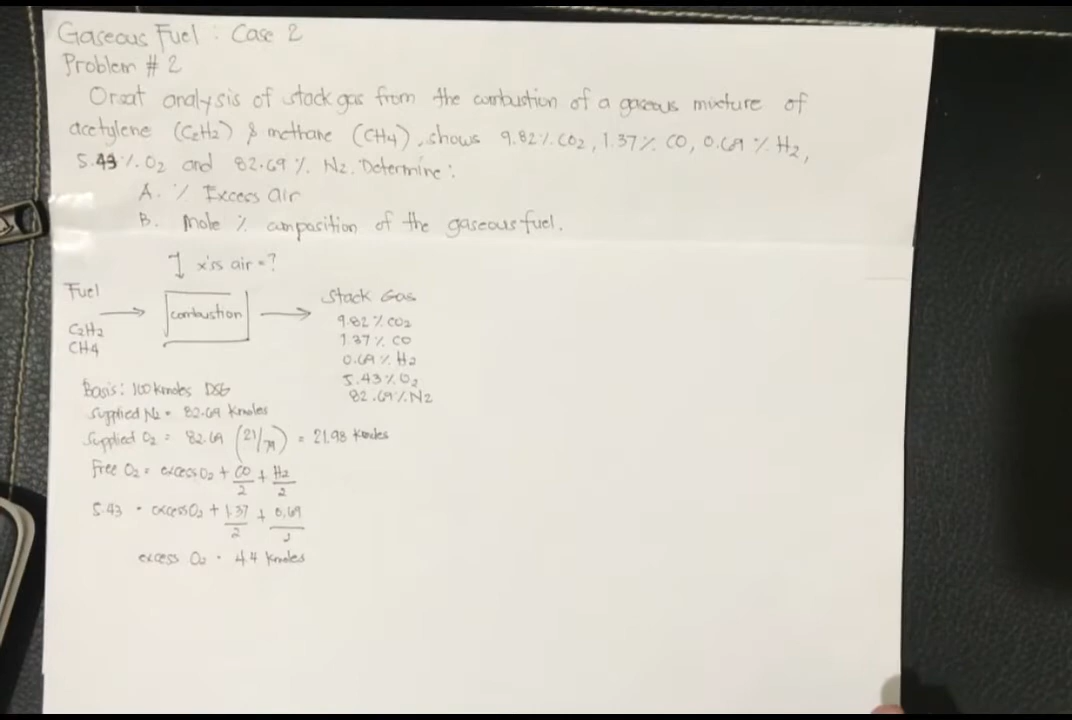 Gaseous Fuel : Case 2
Problem # 2
Orsat analysis of stack gas from the combustion of a gaseous mixture of
acetylene (C2H2) & methane (CH4), shows 9.82% CO2, 1.37% CO, 0.69 % H2,
5.43 % O2 and 82.69 % N2. Determine:
A. % Excess air
B. Mole % composition of the gaseous fuel.
x'ss air = ?
Fuel
C2H2
CH4
combustion
Stack Gas
9.82 % CO2
1.37 % CO
0.69 % H2
5.43 % O2
82.69 % N2
Basis: 100 kmoles DSG
Supplied N2 = 82.69 Kmoles
Supplied O2 = 82.69 (21/79) = 21.98 Kmoles
Free O2 = excess O2 + CO/2 + H2/2
5.43 = excess O2 + 1.37/2 + 0.69/2
excess O2 = 4.4 Kmoles